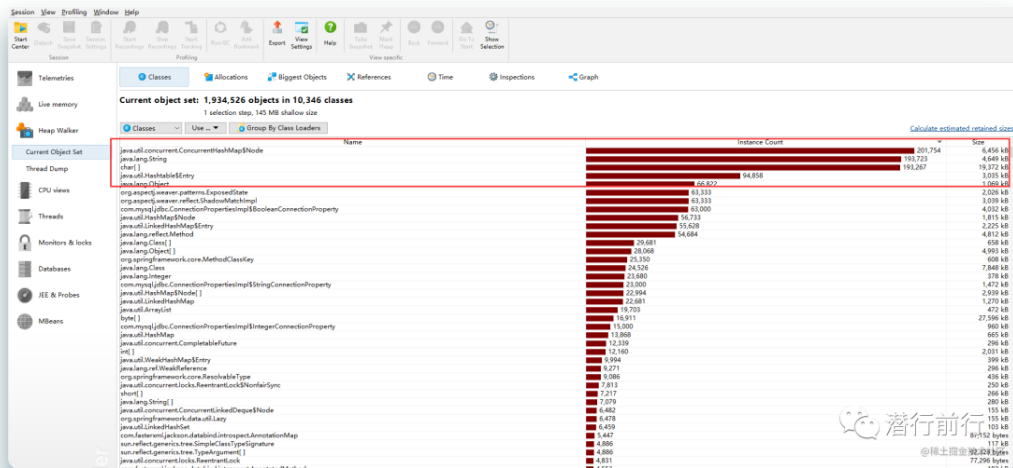 Session View Profiling Window Help
Start Center Detach Save Snapshot Session Settings Start Recordings Stop Recordings Start Tracking Run GC Add Bookmark Export View Settings Help Take Snapshot Mark Heap Back Forward Go To Start Show Selection
Session Profiling View specific
Telemetries
Live memory
Heap Walker
Current Object Set
Thread Dump
CPU views
Threads
Monitors & locks
Databases
JEE & Probes
MBeans
Classes Allocations Biggest Objects References Time Inspections Graph
Current object set: 1,934,526 objects in 10,346 classes
1 selection step, 145 MB shallow size
Classes Use ... Group By Class Loaders Calculate estimated retained sizes
Name Instance Count Size
java.util.concurrent.ConcurrentHashMap$Node 201,754 6,456 kB
java.lang.String 193,723 4,649 kB
char[ ] 193,267 19,372 kB
java.util.Hashtable$Entry 94,858 3,035 kB
java.lang.Object 66,822 1,069 kB
org.aspectj.weaver.patterns.ExposedState 63,333 2,026 kB
org.aspectj.weaver.reflect.ShadowMatchImpl 63,333 3,039 kB
com.mysql.jdbc.ConnectionPropertiesImpl$BooleanConnectionProperty 63,000 4,032 kB
java.util.HashMap$Node 56,733 1,815 kB
java.util.LinkedHashMap$Entry 55,628 2,225 kB
java.lang.reflect.Method 54,684 4,812 kB
java.lang.Class[ ] 29,681 658 kB
java.lang.Object[ ] 28,068 4,993 kB
org.springframework.core.MethodClassKey 25,350 608 kB
java.lang.Class 24,526 7,848 kB
java.lang.Integer 23,680 378 kB
com.mysql.jdbc.ConnectionPropertiesImpl$StringConnectionProperty 23,000 1,472 kB
java.util.HashMap$Node[ ] 22,994 2,939 kB
java.util.LinkedHashMap 22,681 1,270 kB
java.util.ArrayList 19,703 472 kB
byte[ ] 16,911 27,596 kB
com.mysql.jdbc.ConnectionPropertiesImpl$IntegerConnectionProperty 15,000 960 kB
java.util.HashMap 13,868 665 kB
java.util.concurrent.CompletableFuture 12,339 296 kB
int[ ] 12,160 2,031 kB
java.util.WeakHashMap$Entry 9,994 399 kB
java.lang.ref.WeakReference 9,271 296 kB
org.springframework.core.ResolvableType 9,086 436 kB
java.util.concurrent.locks.ReentrantLock$NonfairSync 7,813 250 kB
short[ ] 7,217 266 kB
java.lang.String[ ] 7,079 280 kB
java.util.concurrent.ConcurrentLinkedDeque$Node 6,482 155 kB
org.springframework.data.util.Lazy 6,478 155 kB
java.util.LinkedHashSet 6,459 103 kB
com.fasterxml.jackson.databind.introspect.AnnotationMap 5,447 87,152 bytes
sun.reflect.generics.tree.SimpleClassTypeSignature 4,886 117 kB
sun.reflect.generics.tree.TypeArgument[ ] 4,886
java.util.concurrent.locks.ReentrantLock 4,831 77,296 bytes
潜行前行